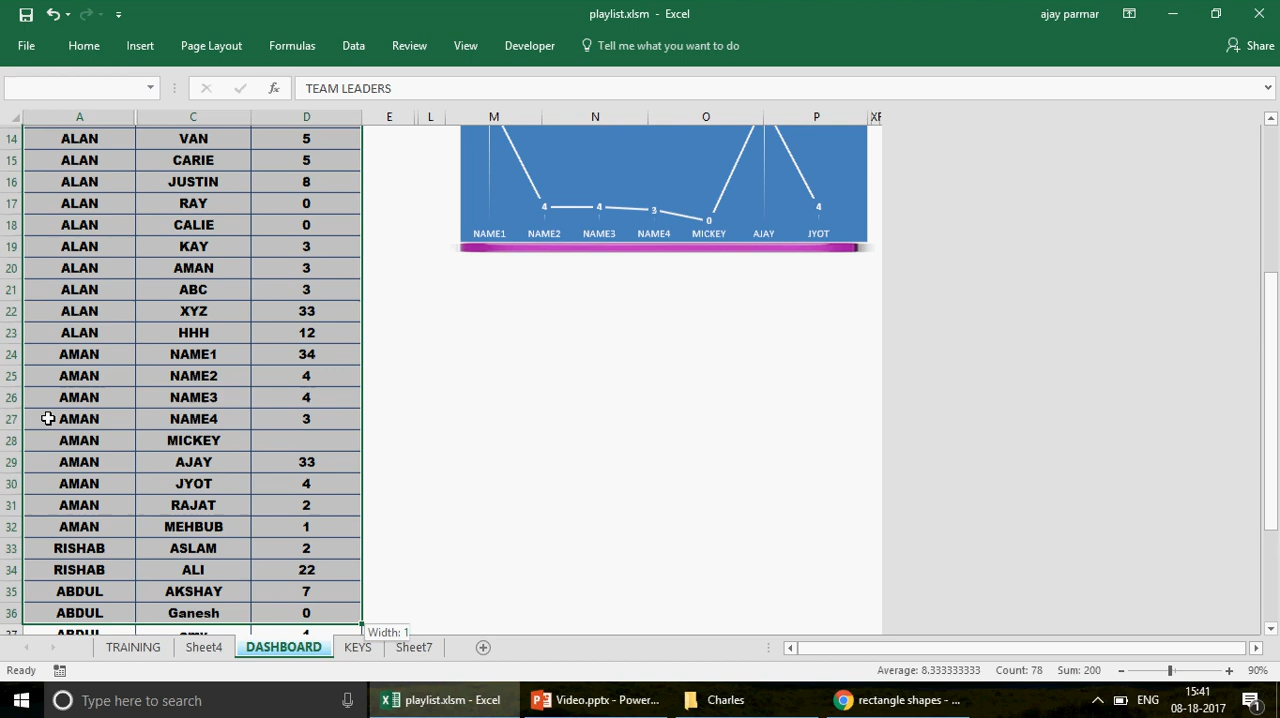 playlist.xlsm - Excel
ajay parmar
File Home Insert Page Layout Formulas Data Review View Developer Tell me what you want to do Share
TEAM LEADERS
A C D E L M N O P
14 ALAN VAN 5
15 ALAN CARIE 5
16 ALAN JUSTIN 8
17 ALAN RAY 0
18 ALAN CALIE 0
19 ALAN KAY 3
20 ALAN AMAN 3
21 ALAN ABC 3
22 ALAN XYZ 33
23 ALAN HHH 12
24 AMAN NAME1 34
25 AMAN NAME2 4
26 AMAN NAME3 4
27 AMAN NAME4 3
28 AMAN MICKEY
29 AMAN AJAY 33
30 AMAN JYOT 4
31 AMAN RAJAT 2
32 AMAN MEHBUB 1
33 RISHAB ASLAM 2
34 RISHAB ALI 22
35 ABDUL AKSHAY 7
36 ABDUL Ganesh 0
4 4 3 0 4
NAME1 NAME2 NAME3 NAME4 MICKEY AJAY JYOT
Width: 1
TRAINING Sheet4 DASHBOARD KEYS Sheet7
Ready Average: 8.333333333 Count: 78 Sum: 200 90%
Type here to search
playlist.xlsm - Excel
Video.pptx - Power...
Charles
rectangle shapes - ...
ENG
15:41
08-18-2017
1